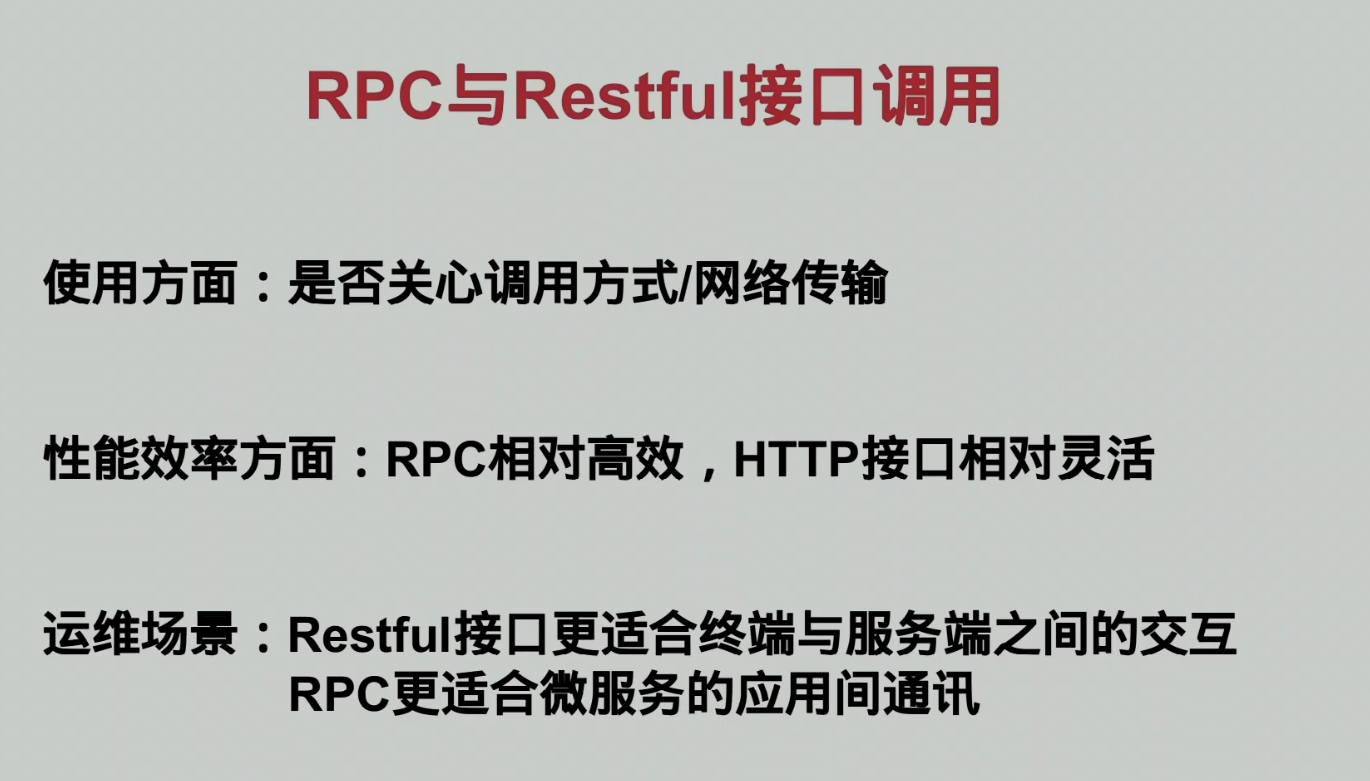 RPC与Restful接口调用
使用方面：是否关心调用方式/网络传输
性能效率方面：RPC相对高效，HTTP接口相对灵活
运维场景：Restful接口更适合终端与服务端之间的交互
RPC更适合微服务的应用间通讯